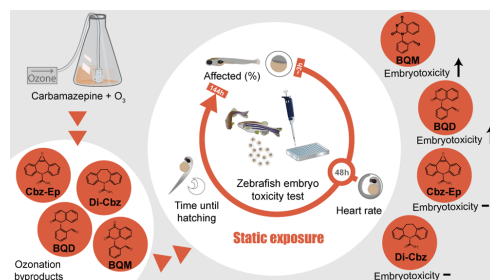 Ozone
Carbamazepine + O3
Cbz-Ep
Di-Cbz
BQD
BQM
Ozonation
byproducts
Affected (%)
~3h
144h
48h
Zebrafish embryo
toxicity test
Time until
hatching
Heart rate
Static exposure
BQM
Embryotoxicity
BQD
Embryotoxicity
Cbz-Ep
Embryotoxicity
Di-Cbz
Embryotoxicity